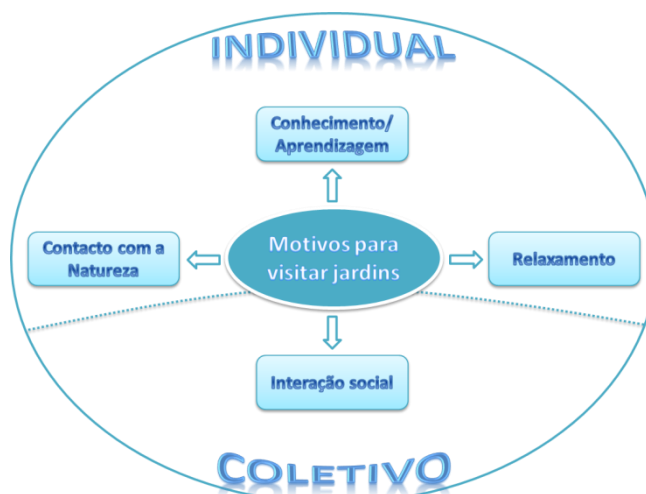 INDIVIDUAL
Conhecimento/
Aprendizagem
Contacto com a
Natureza
Motivos para
visitar jardins
Relaxamento
Interação social
COLETIVO